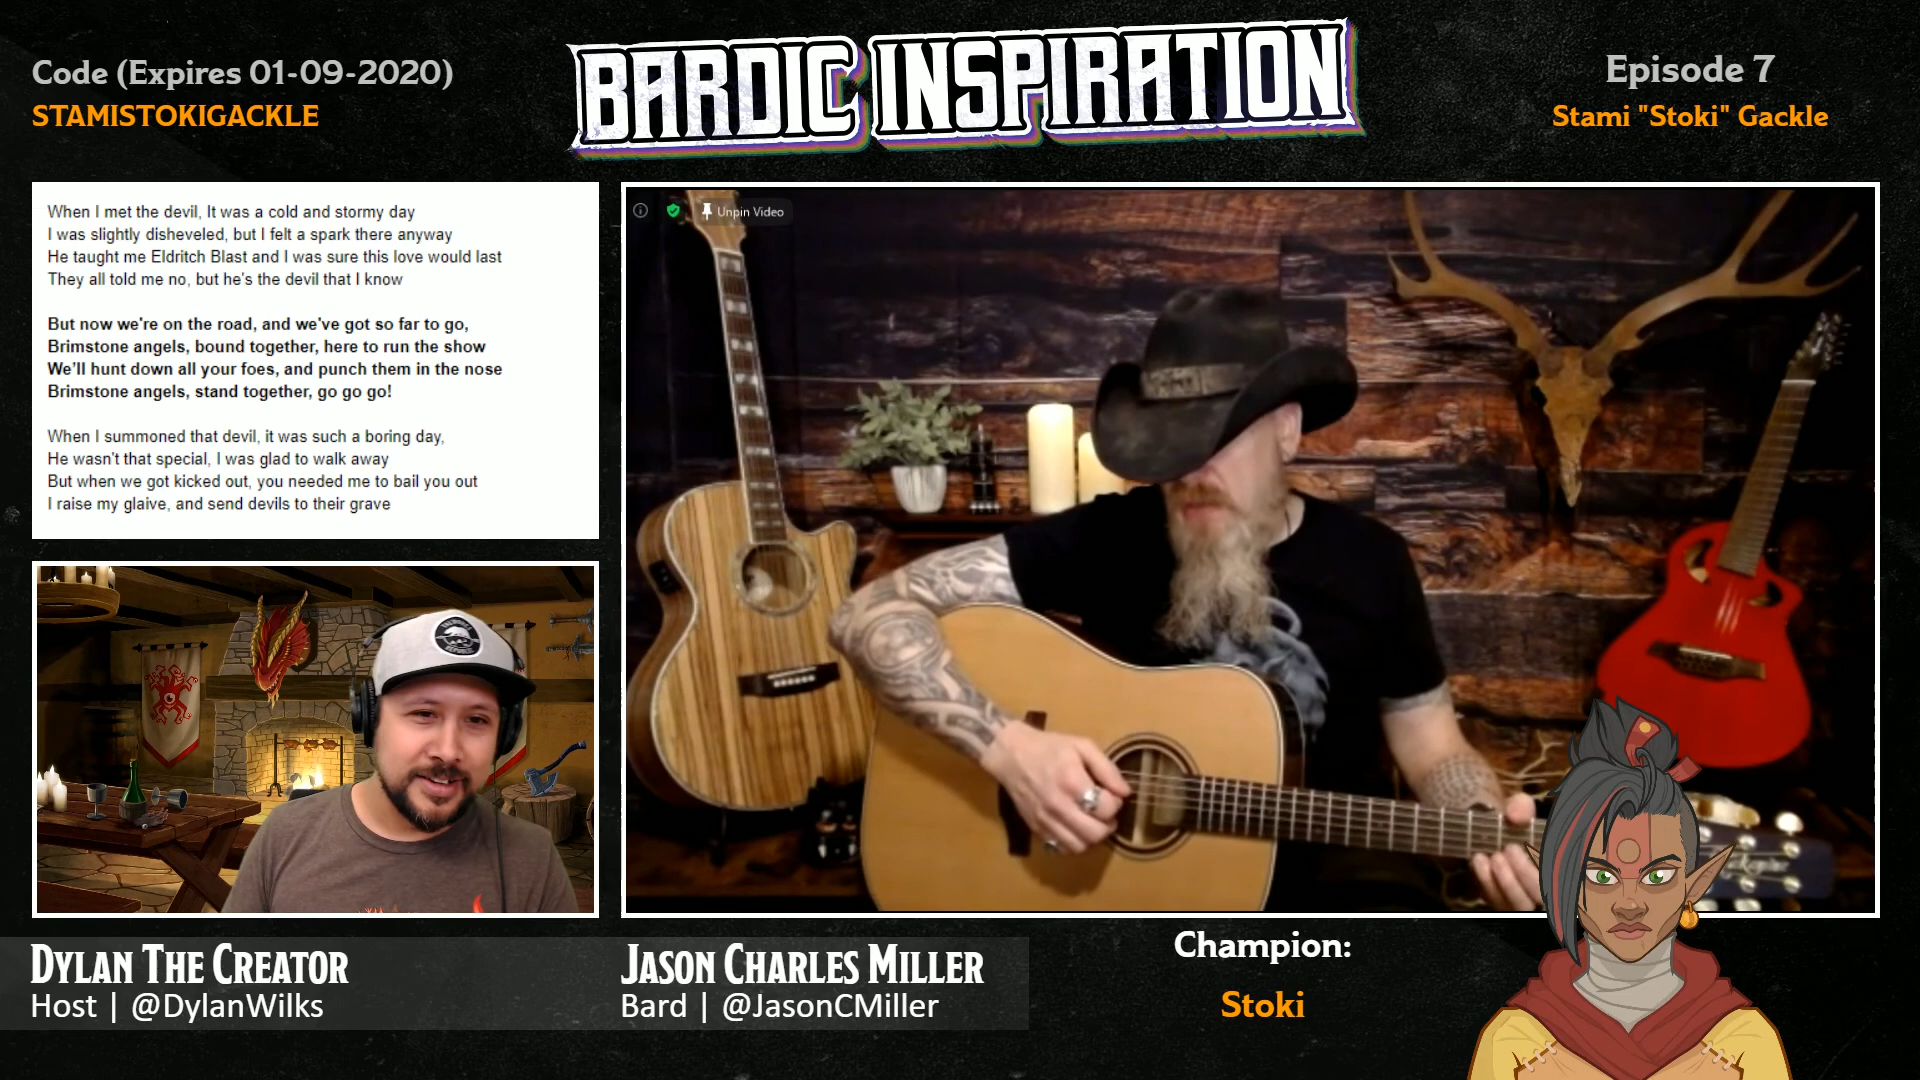 Code (Expires 01-09-2020)
STAMISTOKIGACKLE
BARDIC INSPIRATION
Episode 7
Stami "Stoki" Gackle
When I met the devil, It was a cold and stormy day
I was slightly disheveled, but I felt a spark there anyway
He taught me Eldritch Blast and I was sure this love would last
They all told me no, but he's the devil that I know
But now we're on the road, and we've got so far to go,
Brimstone angels, bound together, here to run the show
We'll hunt down all your foes, and punch them in the nose
Brimstone angels, stand together, go go go!
When I summoned that devil, it was such a boring day,
He wasn't that special, I was glad to walk away
But when we got kicked out, you needed me to bail you out
I raise my glaive, and send devils to their grave
Unpin Video
DYLAN THE CREATOR
Host | @DylanWilks
JASON CHARLES MILLER
Bard | @JasonCMiller
Champion:
Stoki